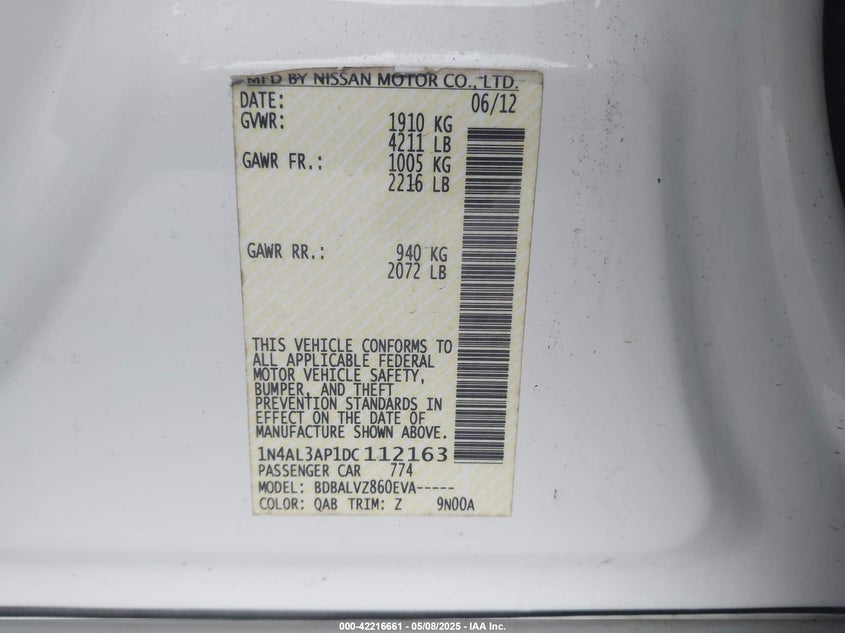 MFD BY NISSAN MOTOR CO., LTD.
DATE: 06/12
GVWR: 1910 KG
4211 LB
GAWR FR.: 1005 KG
2216 LB
GAWR RR.: 940 KG
2072 LB
THIS VEHICLE CONFORMS TO
ALL APPLICABLE FEDERAL
MOTOR VEHICLE SAFETY,
BUMPER, AND THEFT
PREVENTION STANDARDS IN
EFFECT ON THE DATE OF
MANUFACTURE SHOWN ABOVE.
1N4AL3AP1DC112163
PASSENGER CAR 774
MODEL: BDBALVZ860EVA-----
COLOR: QAB TRIM: Z 9N00A
000-42216661 - 05/08/2025 - IAA Inc.